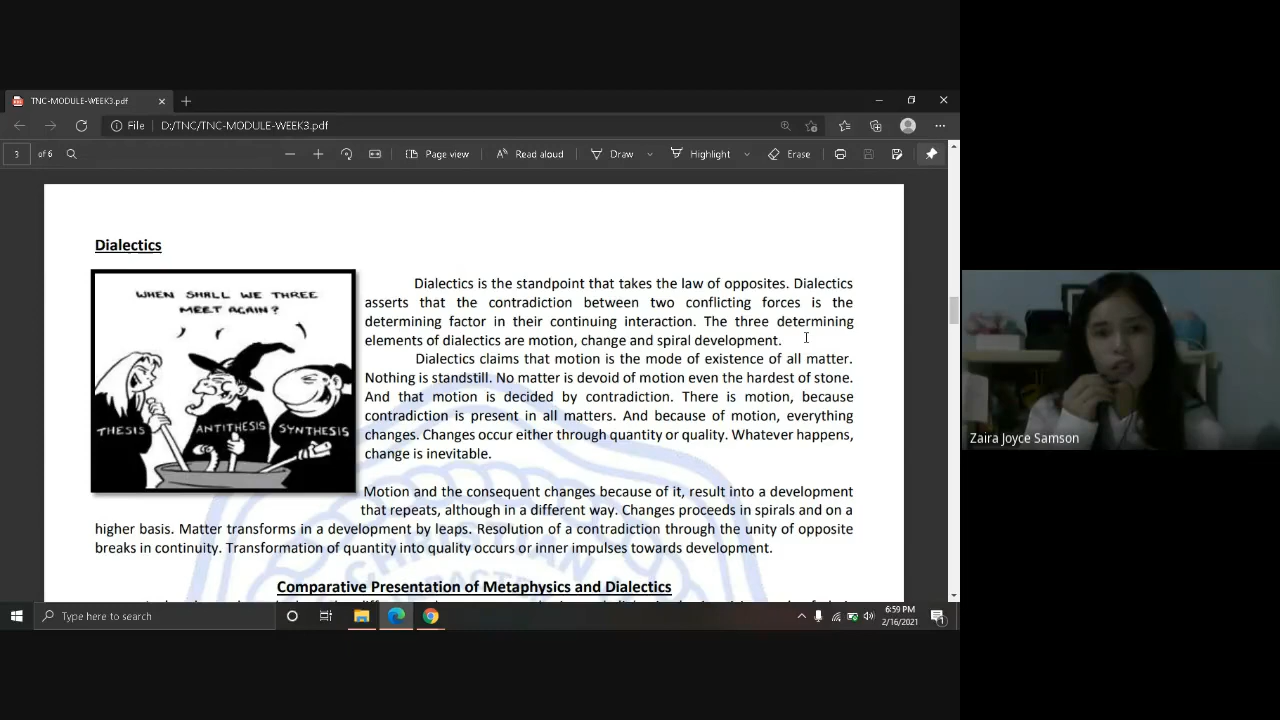 TNC-MODULE-WEEK3.pdf
File D:/TNC/TNC-MODULE-WEEK3.pdf
3 of 6 Page view Read aloud Draw Highlight Erase
Dialectics
WHEN SHALL WE THREE
MEET AGAIN?
THESIS
ANTITHESIS
SYNTHESIS
Dialectics is the standpoint that takes the law of opposites. Dialectics
asserts that the contradiction between two conflicting forces is the
determining factor in their continuing interaction. The three determining
elements of dialectics are motion, change and spiral development.
Dialectics claims that motion is the mode of existence of all matter.
Nothing is standstill. No matter is devoid of motion even the hardest of stone.
And that motion is decided by contradiction. There is motion, because
contradiction is present in all matters. And because of motion, everything
changes. Changes occur either through quantity or quality. Whatever happens,
change is inevitable.
Motion and the consequent changes because of it, result into a development
that repeats, although in a different way. Changes proceeds in spirals and on a
higher basis. Matter transforms in a development by leaps. Resolution of a contradiction through the unity of opposite
breaks in continuity. Transformation of quantity into quality occurs or inner impulses towards development.
CHRISTIAN
Comparative Presentation of Metaphysics and Dialectics
Type here to search
6:59 PM
2/16/2021
1
Zaira Joyce Samson